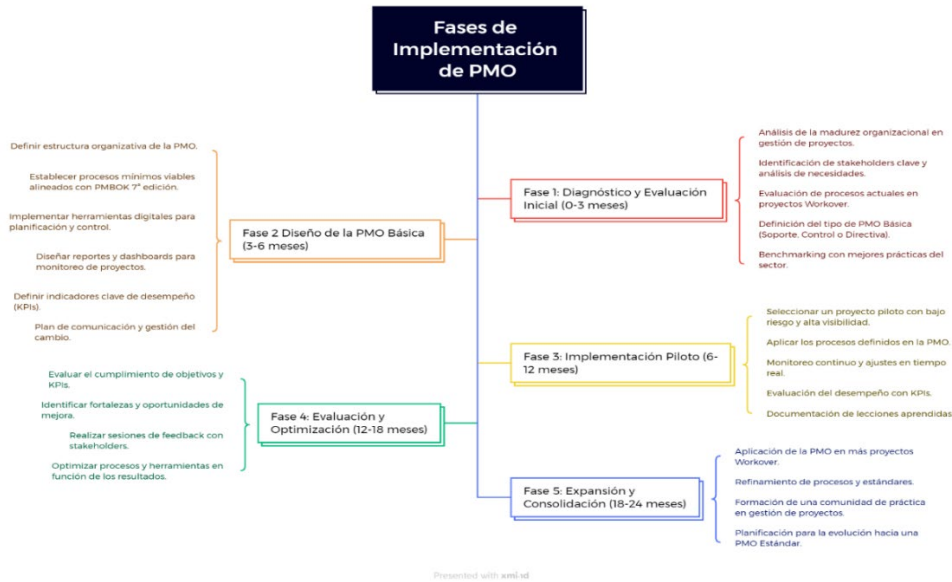 Fases de
Implementación
de PMO
Fase 1: Diagnóstico y Evaluación
Inicial (0-3 meses)
Análisis de la madurez organizacional en
gestión de proyectos.
Identificación de stakeholders clave y
análisis de necesidades.
Evaluación de procesos actuales en
proyectos Workover.
Definición del tipo de PMO Básica
(Soporte, Control o Directiva).
Benchmarking con mejores prácticas del
sector.
Fase 2 Diseño de la PMO Básica
(3-6 meses)
Definir estructura organizativa de la PMO.
Establecer procesos mínimos viables
alineados con PMBOK 7ª edición.
Implementar herramientas digitales para
planificación y control.
Diseñar reportes y dashboards para
monitoreo de proyectos.
Definir indicadores clave de desempeño
(KPIs).
Plan de comunicación y gestión del
cambio.
Fase 3: Implementación Piloto (6-
12 meses)
Seleccionar un proyecto piloto con bajo
riesgo y alta visibilidad.
Aplicar los procesos definidos en la PMO.
Monitoreo continuo y ajustes en tiempo
real.
Evaluación del desempeño con KPIs.
Documentación de lecciones aprendidas
Fase 4: Evaluación y
Optimización (12-18 meses)
Evaluar el cumplimiento de objetivos y
KPIs.
Identificar fortalezas y oportunidades de
mejora.
Realizar sesiones de feedback con
stakeholders.
Optimizar procesos y herramientas en
función de los resultados.
Fase 5: Expansión y
Consolidación (18-24 meses)
Aplicación de la PMO en más proyectos
Workover.
Refinamiento de procesos y estándares.
Formación de una comunidad de práctica
en gestión de proyectos.
Planificación para la evolución hacia una
PMO Estándar.
Presented with xmind